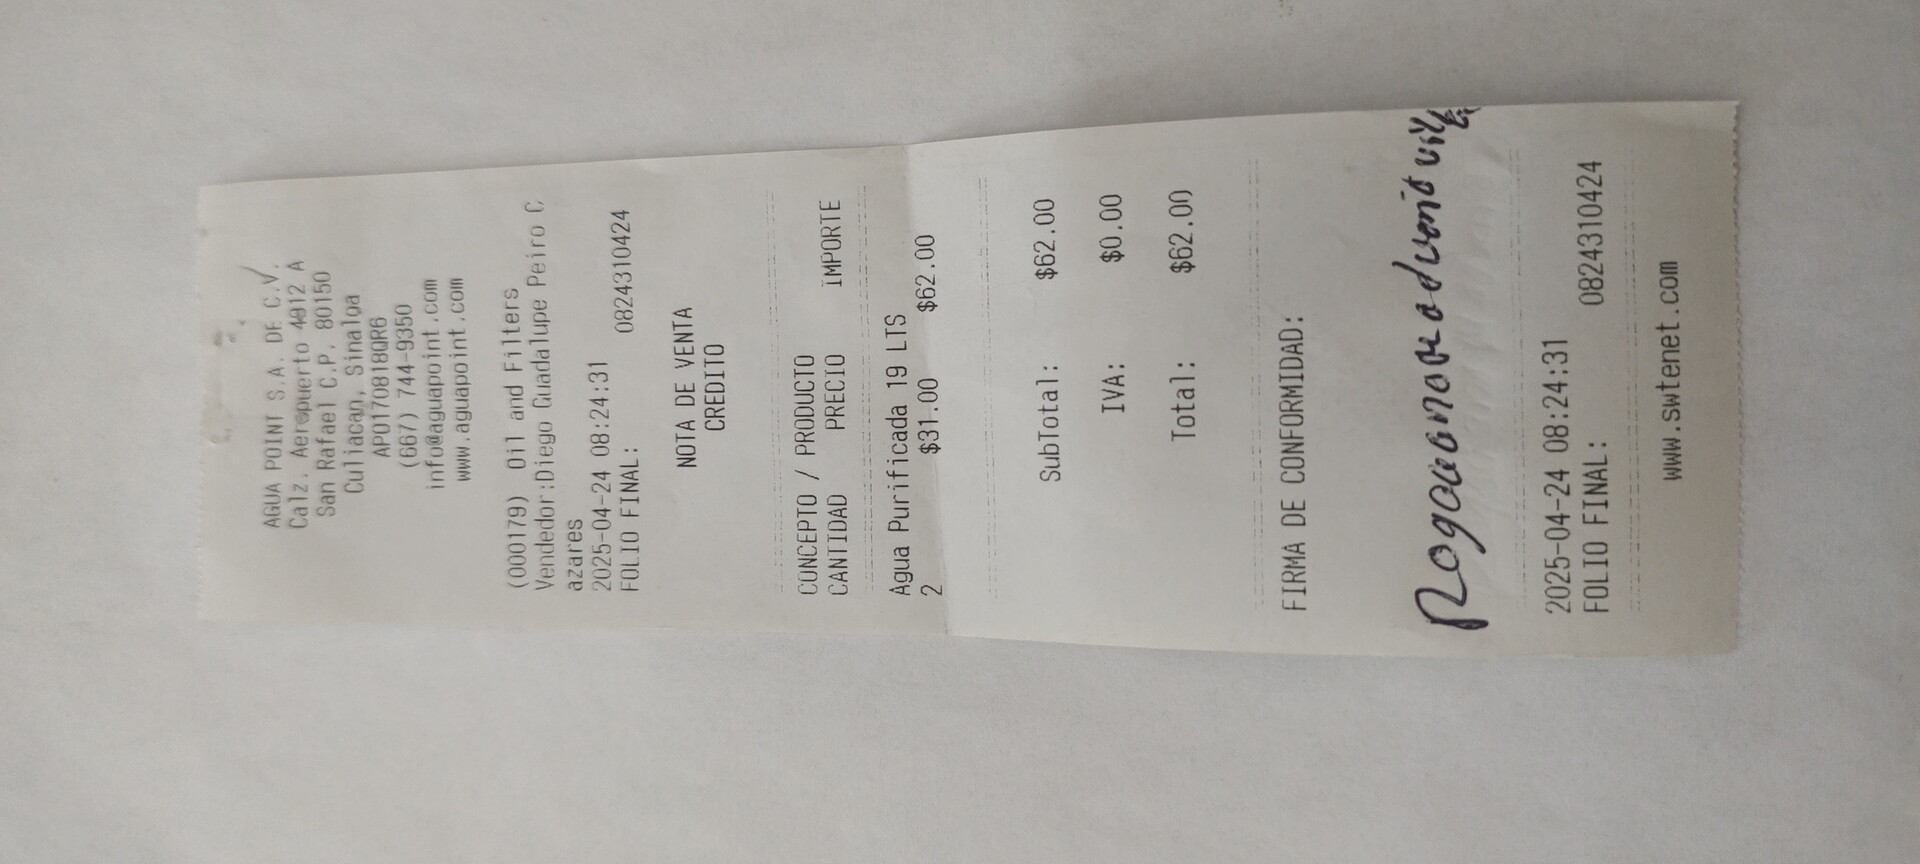 AGUA POINT S.A. DE C.V.
Calz. Aeropuerto 4912 A
San Rafael C.P. 80150
Culiacan, Sinaloa
APO170818QR6
(667) 744-9350
info@aguapoint.com
www.aguapoint.com
(000179) Oil and Filters
Vendedor:Diego Guadalupe Peiro C
azares
2025-04-24 08:24:31
FOLIO FINAL: 0824310424
NOTA DE VENTA
CREDITO
CONCEPTO / PRODUCTO
CANTIDAD PRECIO IMPORTE
Agua Purificada 19 LTS
2 $31.00 $62.00
SubTotal: $62.00
IVA: $0.00
Total: $62.00
FIRMA DE CONFORMIDAD:
2025-04-24 08:24:31
FOLIO FINAL: 0824310424
www.swtenet.com